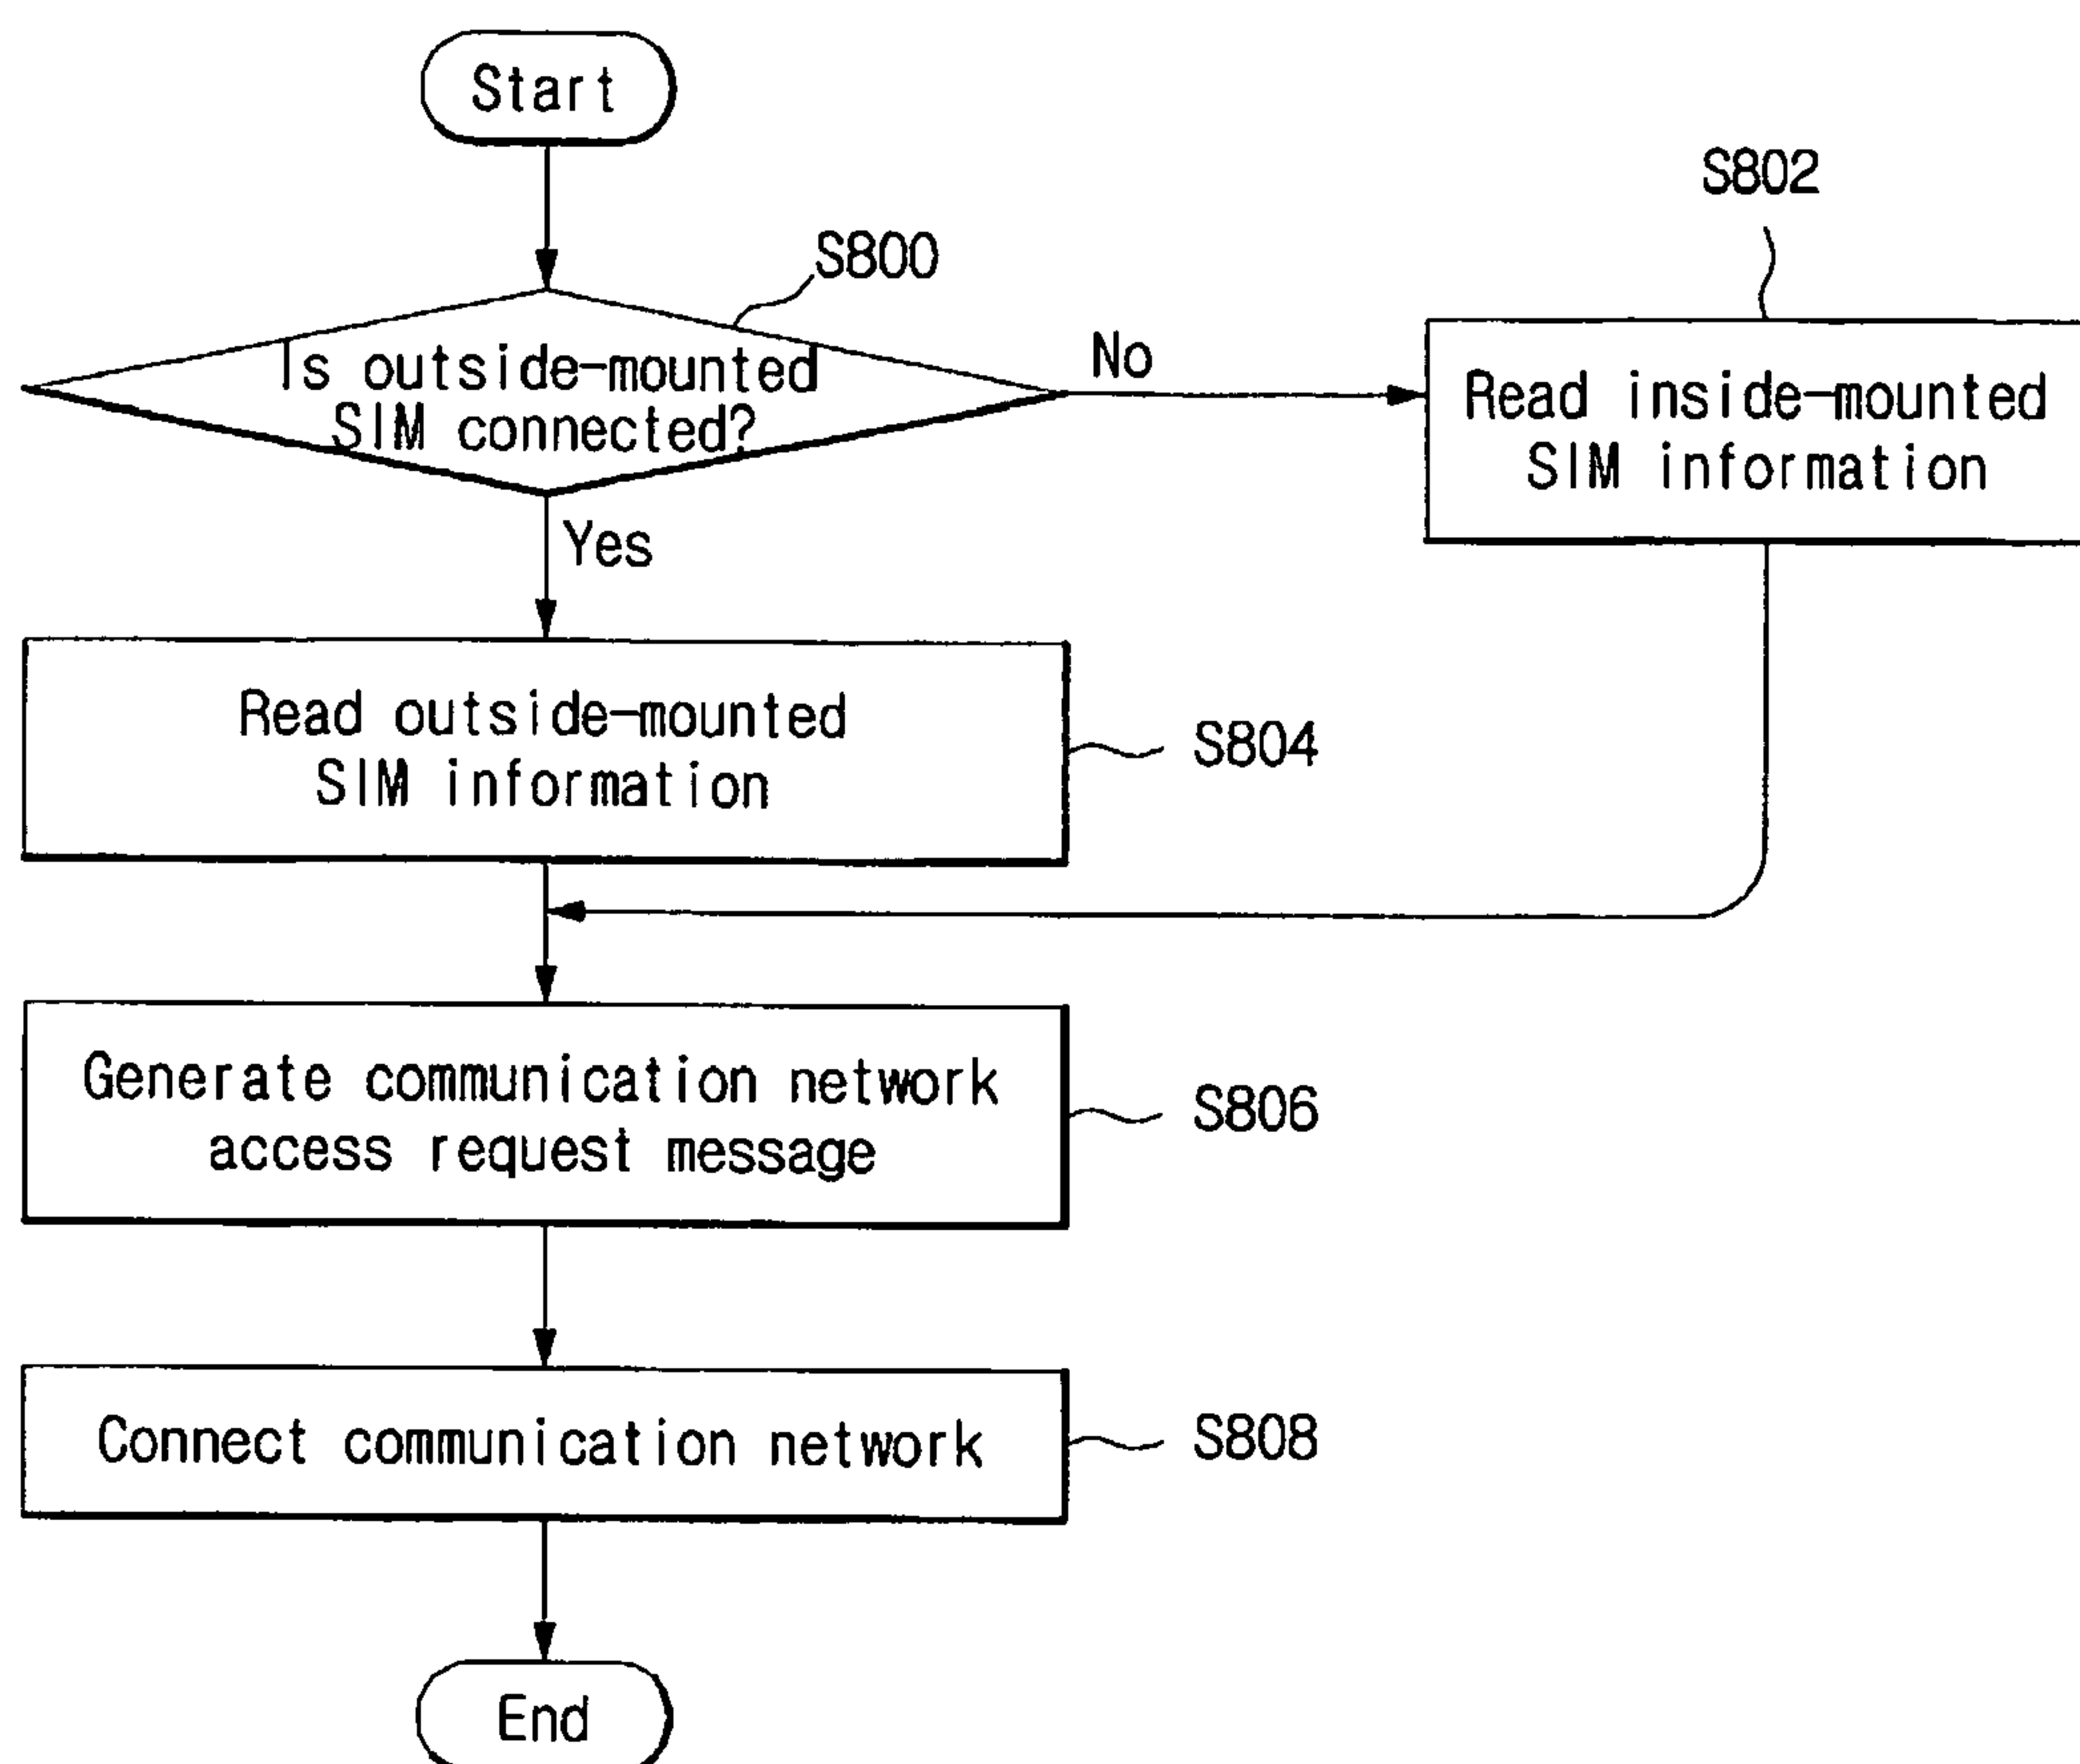 Start
S800
S802
Is outside-mounted
SIM connected?
No
Read inside-mounted
SIM information
Yes
Read outside-mounted
SIM information
S804
Generate communication network
access request message
S806
Connect communication network
S808
End